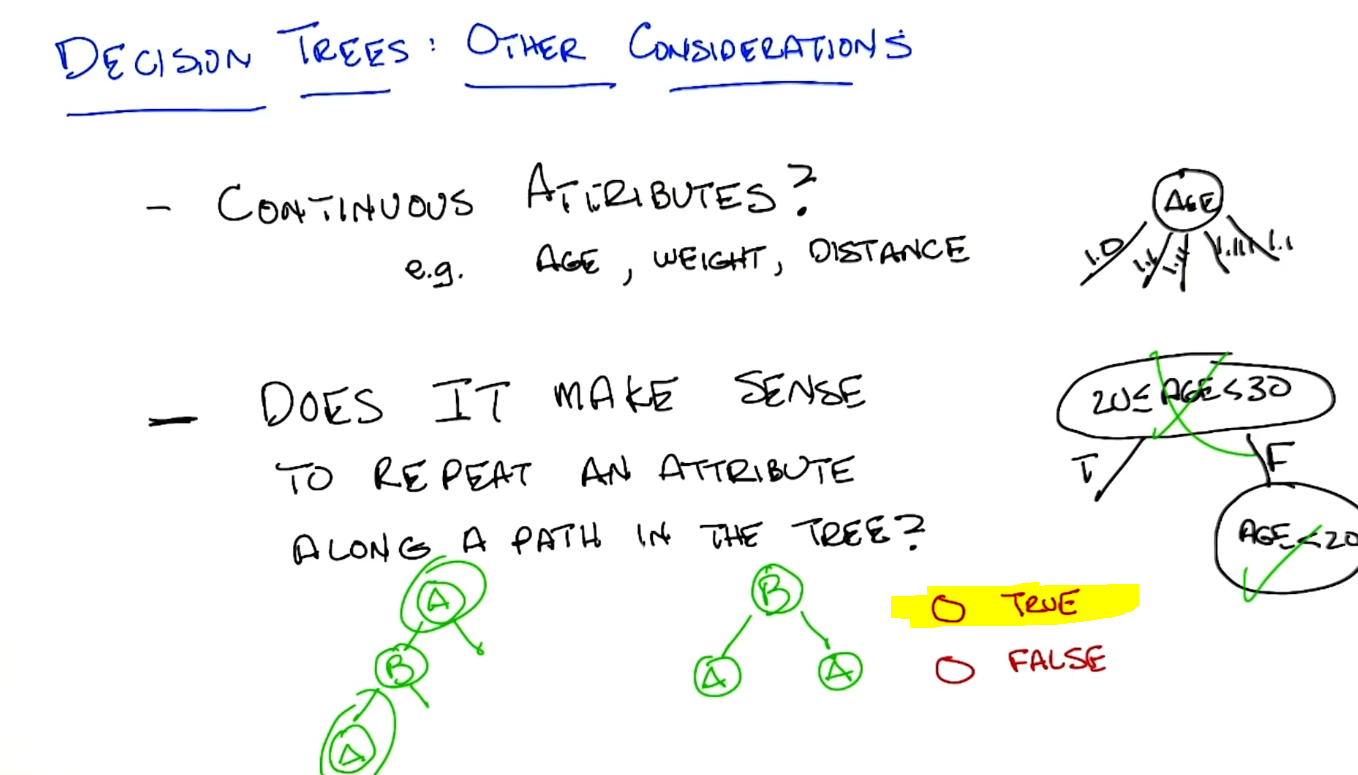 DECISION TREES: OTHER CONSIDERATIONS
- CONTINUOUS ATTRIBUTES?
e.g. AGE, WEIGHT, DISTANCE
AGE
1.0 1.1 1.11 1.111 1.1
- DOES IT MAKE SENSE
TO REPEAT AN ATTRIBUTE
ALONG A PATH IN THE TREE?
20≤AGE<30
T F
AGE<20
A
B
A
B
A A
TRUE
FALSE